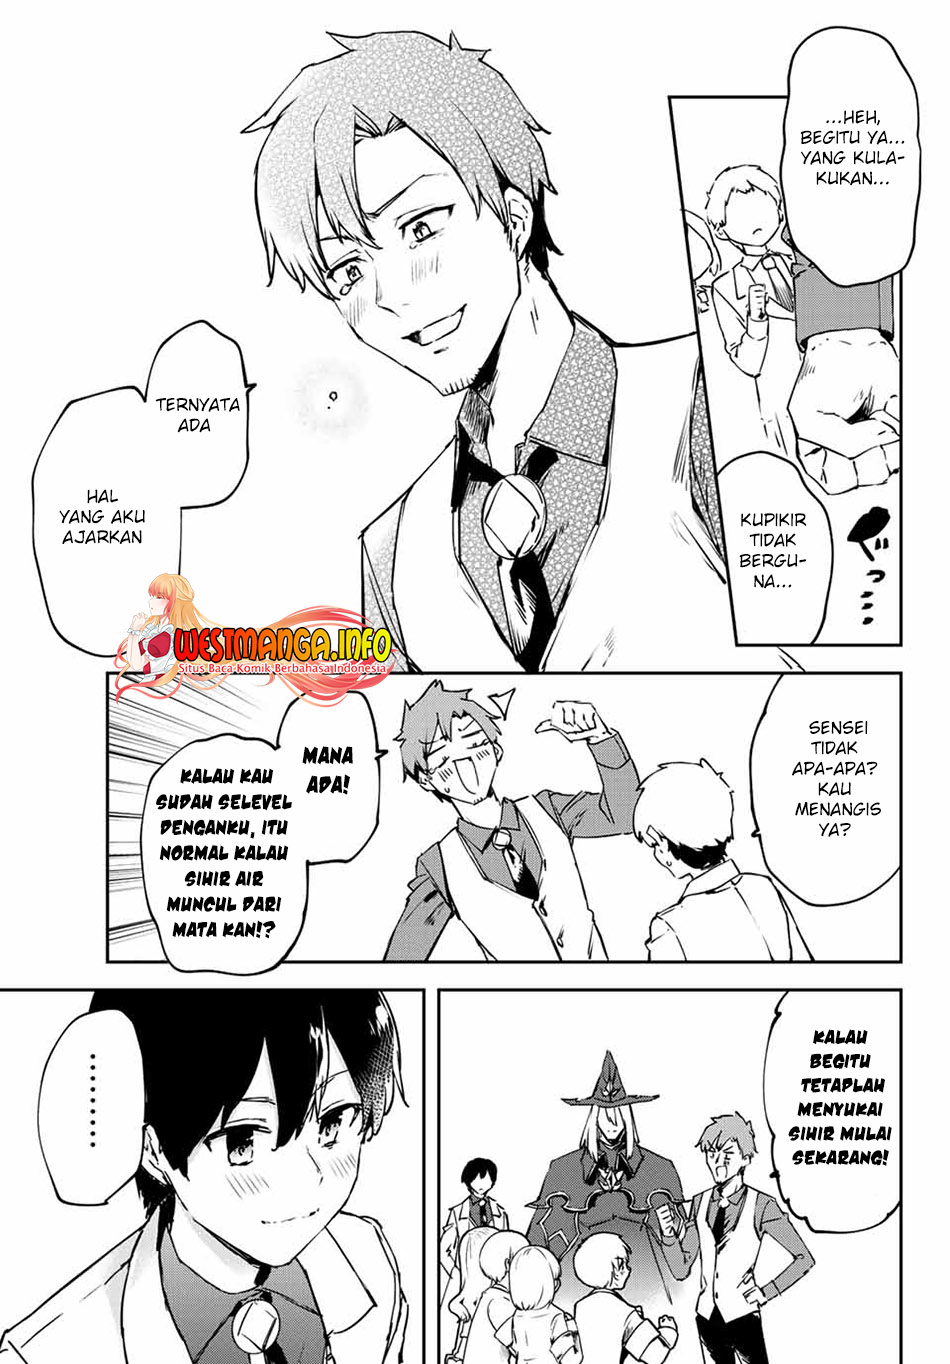 ...HEH,
BEGITU YA...
YANG KULA-
KUKAN...
KUPIKIR
TIDAK
BERGU-
NA...
グッ...
TERNYATA
ADA
HAL
YANG AKU
AJARKAN
WESTMANGA.INFO
Situs Baca Komik Berbahasa Indonesia
SENSEI
TIDAK
APA-APA?
KAU
MENANGIS
YA?
MANA
ADA!
KALAU KAU
SUDAH SELEVEL
DENGANKU, ITU
NORMAL KALAU
SIHIR AIR
MUNCUL DARI
MATA KAN!?
KALAU
BEGITU
TETAPLAH
MENYUKAI
SIHIR MULAI
SEKARANG!
.........